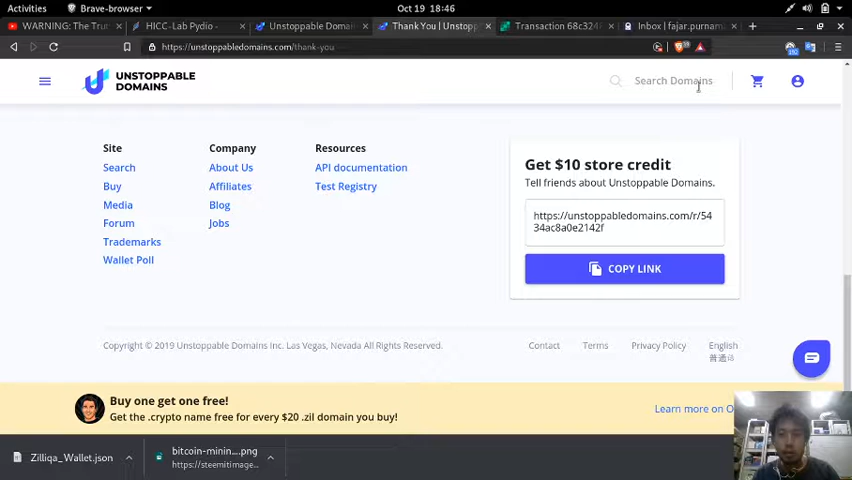 Activities
Brave-browser
Oct 19 18:46
WARNING: The Tru
HICC-Lab Pydio -
Unstoppable Domai
Thank You | Unstopp
Transaction 68c324
Inbox | fajar.purnam
https://unstoppabledomains.com/thank-you
UNSTOPPABLE
DOMAINS
Search Domains
Site
Search
Buy
Media
Forum
Trademarks
Wallet Poll
Company
About Us
Affiliates
Blog
Jobs
Resources
API documentation
Test Registry
Get $10 store credit
Tell friends about Unstoppable Domains.
https://unstoppabledomains.com/r/54
34ac8a0e2142f
COPY LINK
Copyright © 2019 Unstoppable Domains Inc. Las Vegas, Nevada All Rights Reserved.
Contact
Terms
Privacy Policy
English
普通话
Buy one get one free!
Get the .crypto name free for every $20 .zil domain you buy!
Learn more on O
Zilliqa_Wallet.json
bitcoin-minin....png
https://steemitimage...